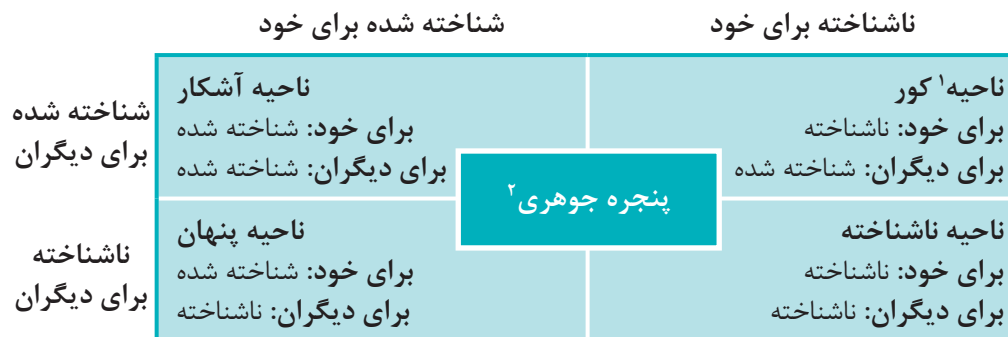 ناشناخته برای خود
شناخته شده برای خود
شناخته شده
برای دیگران
ناحیه۱ کور
برای خود: ناشناخته
برای دیگران: شناخته شده
ناحیه آشکار
برای خود: شناخته شده
برای دیگران: شناخته شده
پنجره جوهری۲
ناحیه ناشناخته
برای خود: ناشناخته
برای دیگران: ناشناخته
ناحیه پنهان
برای خود: شناخته شده
برای دیگران: ناشناخته
ناشناخته
برای دیگران